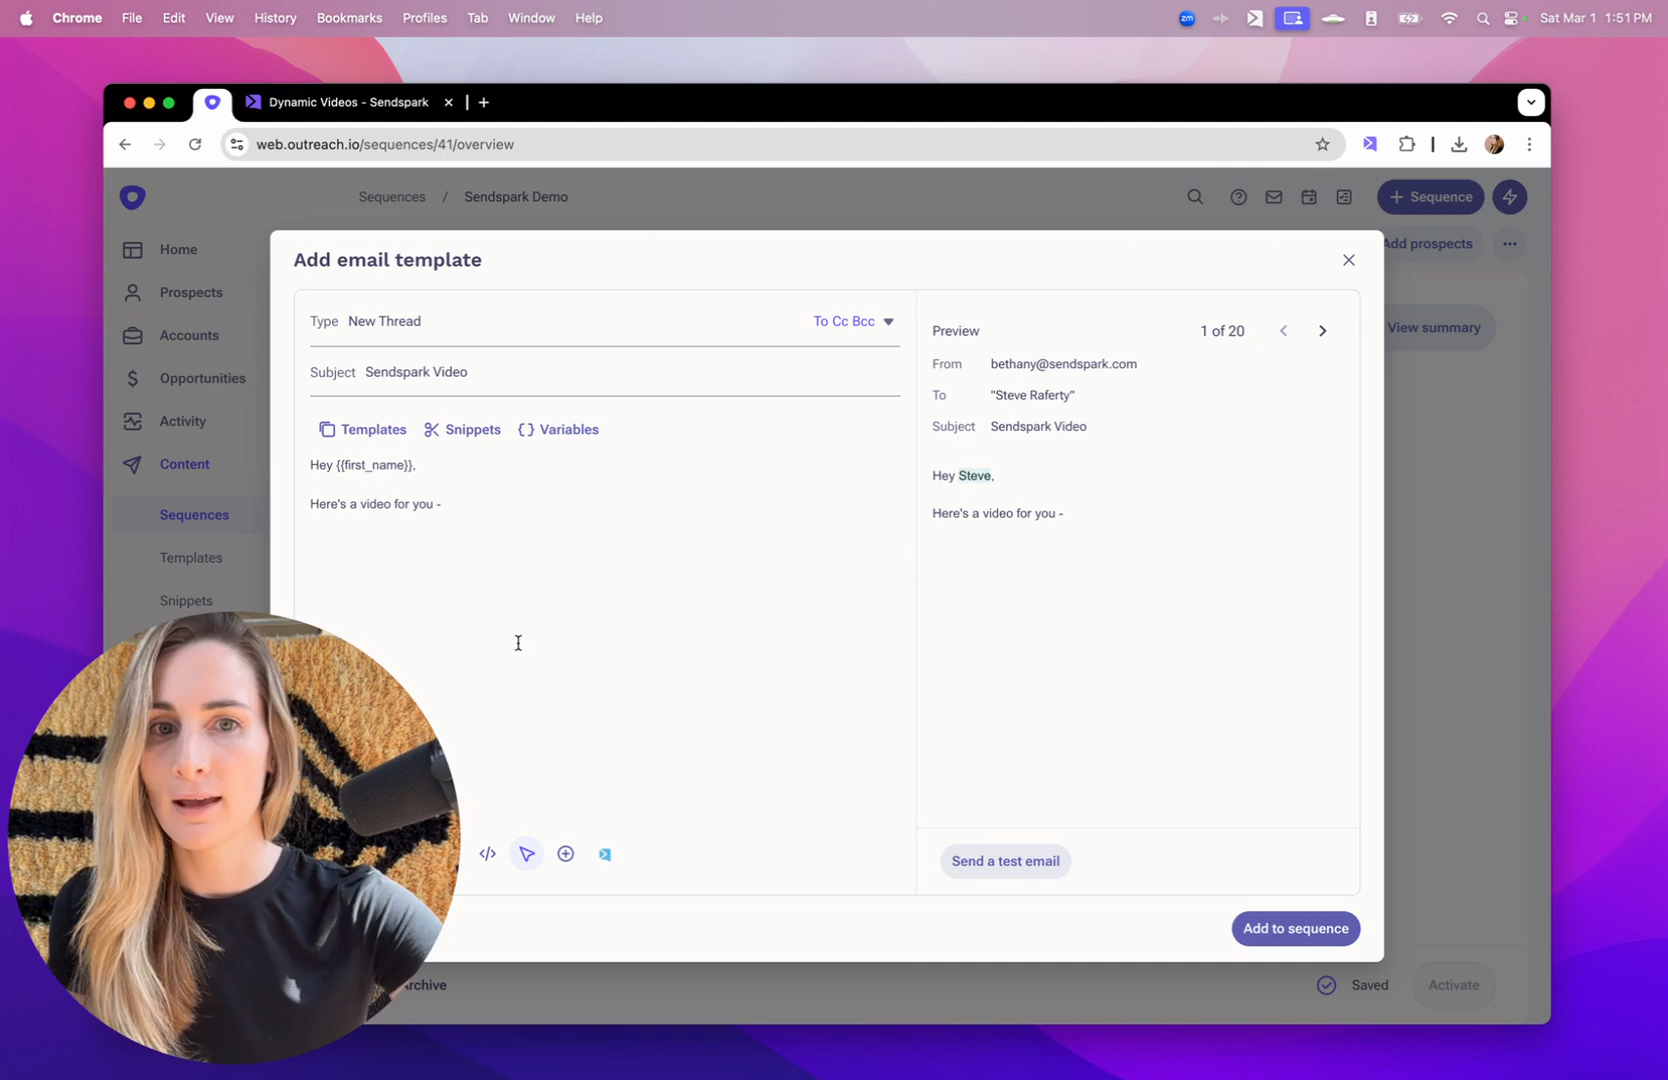 Chrome File Edit View History Bookmarks Profiles Tab Window Help
zm
Sat Mar 1 1:51 PM
Dynamic Videos - Sendspark
web.outreach.io/sequences/41/overview
Sequences / Sendspark Demo
Sequence
Home
Prospects
Accounts
Opportunities
Activity
Content
Sequences
Templates
Snippets
Add prospects
View summary
Add email template
Type New Thread
To Cc Bcc
Subject Sendspark Video
Templates Snippets {} Variables
Hey {{first_name}},
Here's a video for you -
Preview
1 of 20
From bethany@sendspark.com
To "Steve Raferty"
Subject Sendspark Video
Hey Steve,
Here's a video for you -
Send a test email
Add to sequence
rchive
Saved
Activate